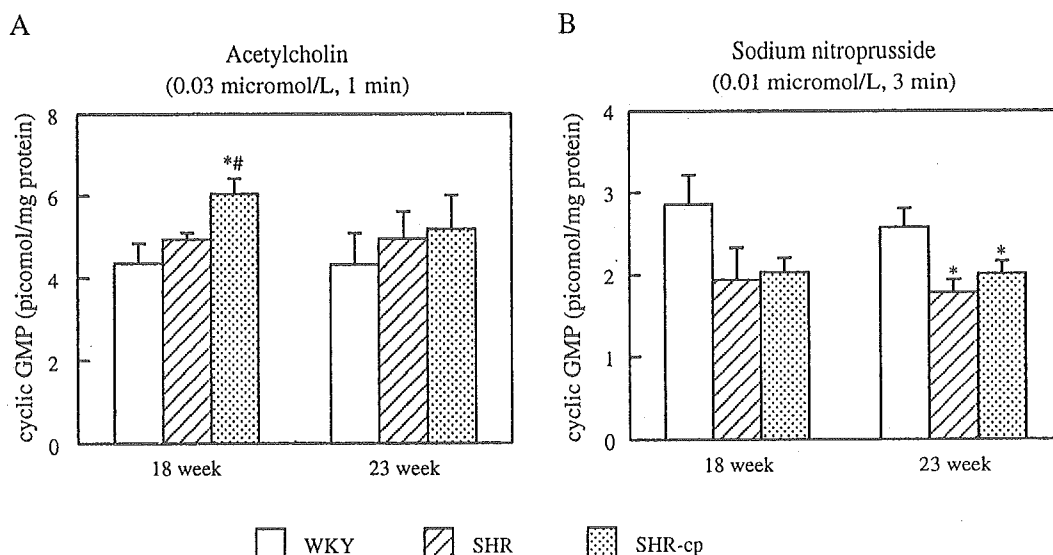 A
Acetylcholin
(0.03 micromol/L, 1 min)
cyclic GMP (picomol/mg protein)
8
6
4
2
0
*#
18 week
23 week
B
Sodium nitroprusside
(0.01 micromol/L, 3 min)
cyclic GMP (picomol/mg protein)
4
3
2
1
0
*
*
18 week
23 week
WKY
SHR
SHR-cp